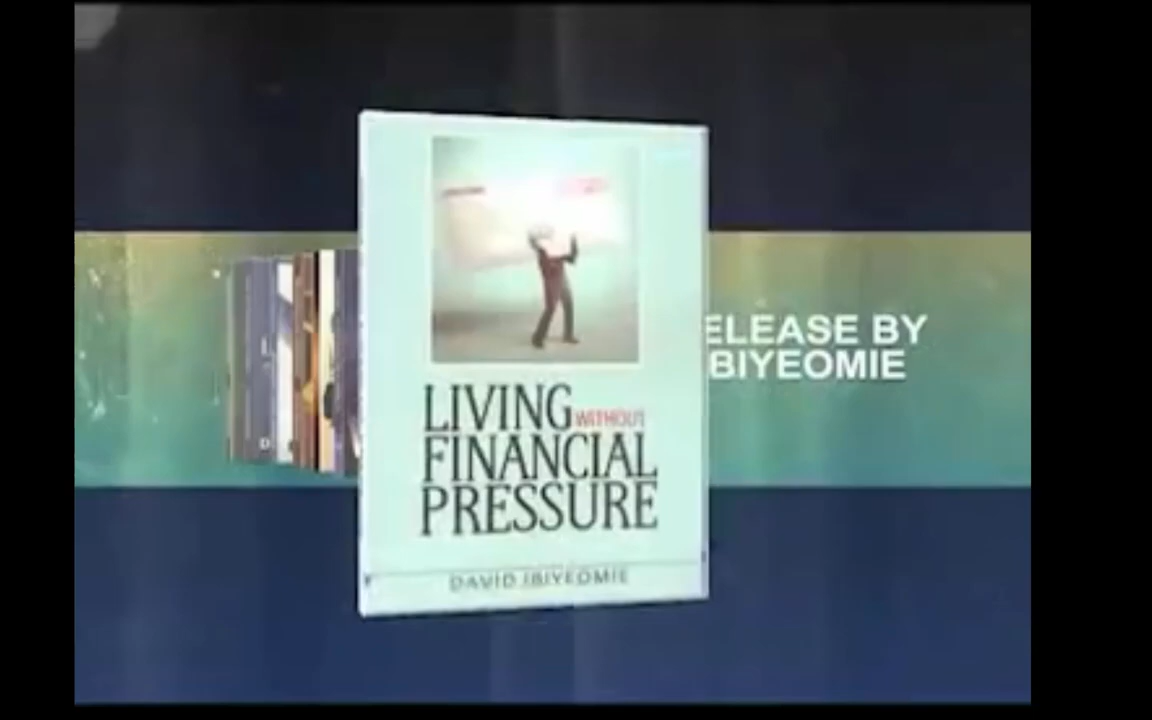 LIVING WITHOUT
FINANCIAL
PRESSURE
DAVID IBIYEOMIE
ELEASE BY
BIYEOMIE